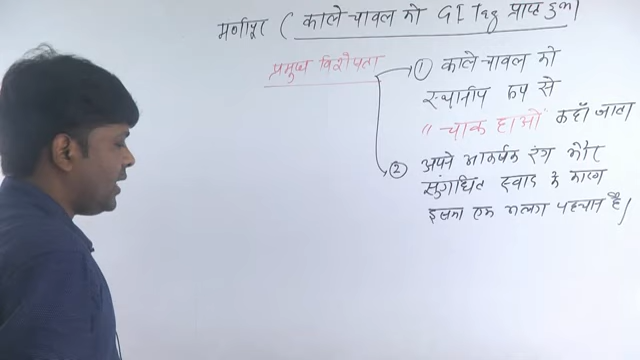 मणीपुर ( काले चावल को GI Tag प्राप्त हुआ )
प्रमुख विशेषता
① काले चावल को
स्थानीय रूप से
"चाक हाओ" कहाँ जाता
② अपने आकर्षक रंग और
सुगंधित स्वाद के कारण
इसका एक अलग पहचान है।